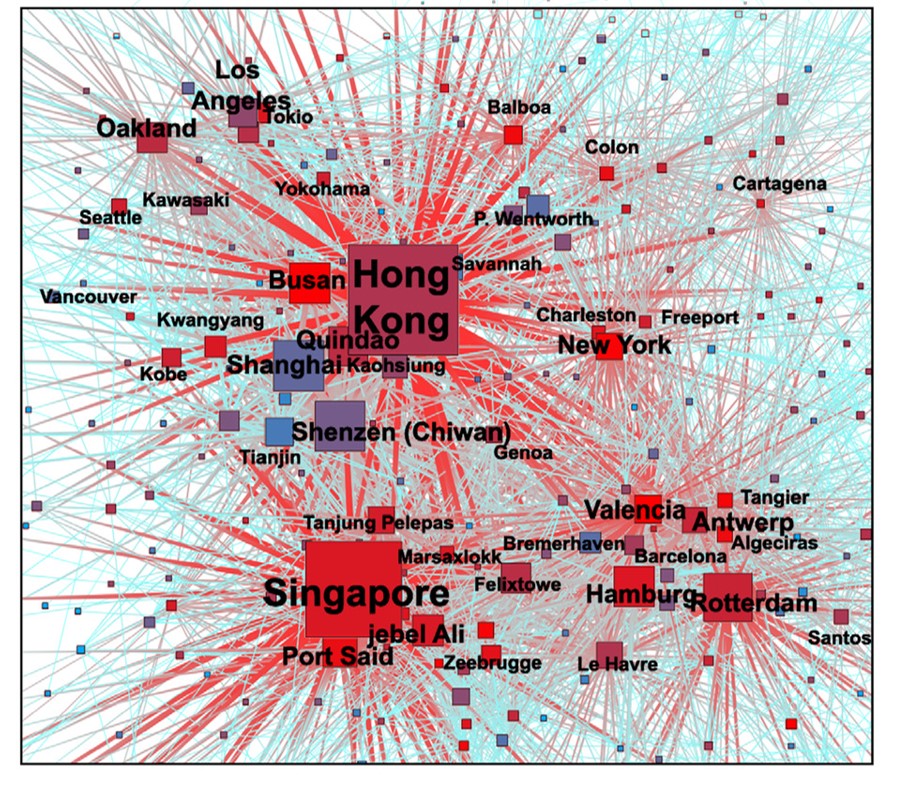 Los
Angeles
Tokio
Oakland
Balboa
Colon
Yokohama
Cartagena
Kawasaki
Seattle
P. Wentworth
Savannah
Busan
Hong
Kong
Vancouver
Kwangyang
Charleston
Freeport
Quindao
New York
Shanghai
Kaohsiung
Kobe
Shenzen (Chiwan)
Genoa
Tianjin
Tangier
Valencia
Tanjung Pelepas
Antwerp
Bremerhaven
Algeciras
Marsaxlokk
Barcelona
Felixtowe
Singapore
Hamburg
Rotterdam
jebel Ali
Santos
Port Said
Zeebrugge
Le Havre